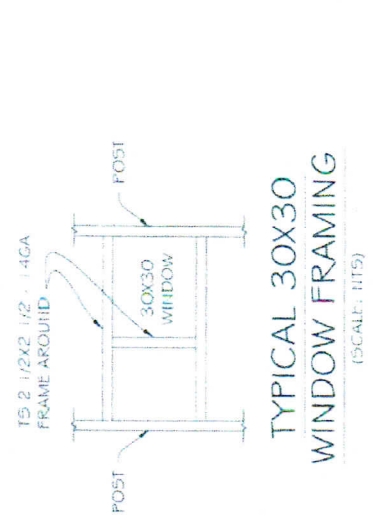 TS 2 1/2X2 1/2 - 14GA
FRAME AROUND
POST
POST
30X30
WINDOW
TYPICAL 30X30
WINDOW FRAMING
(SCALE: NTS)